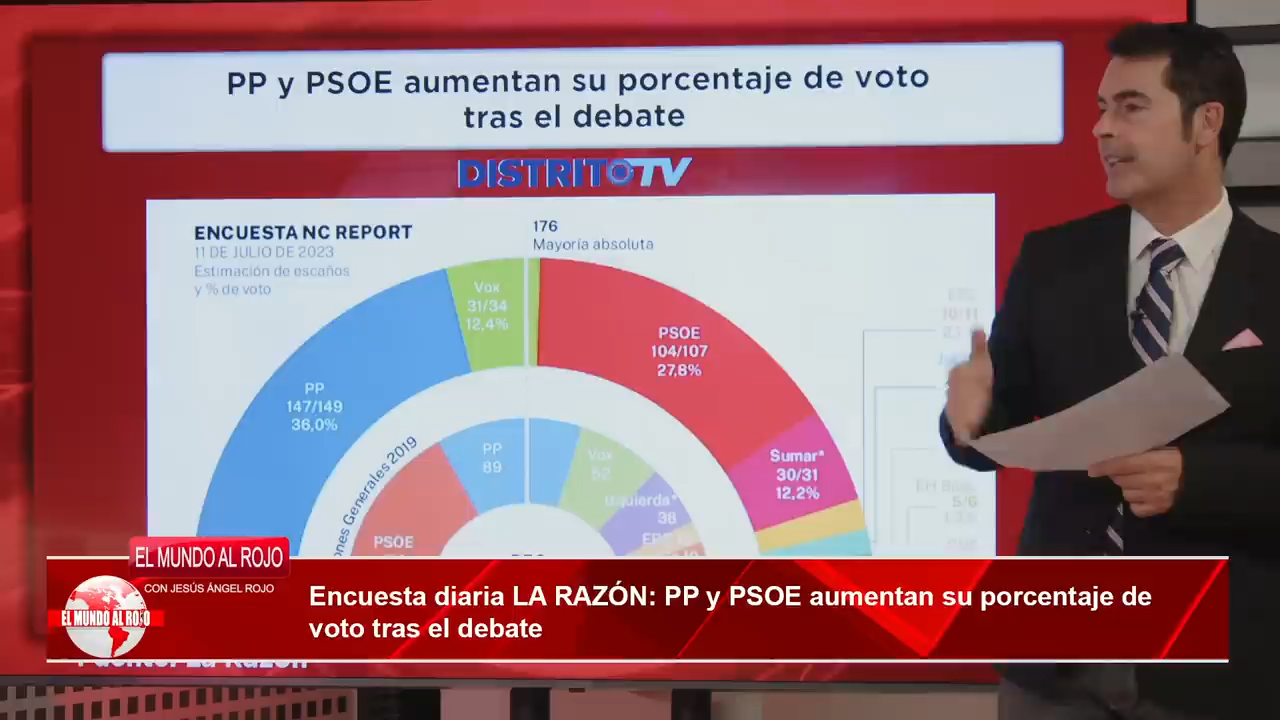 PP y PSOE aumentan su porcentaje de voto
tras el debate
DISTRITOTV
ENCUESTA NC REPORT
11 DE JULIO DE 2023
Estimación de escaños
y % de voto
176
Mayoría absoluta
Vox
31/34
12,4%
PSOE
104/107
27,8%
PP
147/149
36,0%
Sumar*
30/31
12,2%
Generales 2019
PP
89
Vox
52
Izquierda*
38
PSOE
EH
5/6
EL MUNDO AL ROJO
CON JESÚS ÁNGEL ROJO
EL MUNDO AL ROJO
Encuesta diaria LA RAZÓN: PP y PSOE aumentan su porcentaje de
voto tras el debate